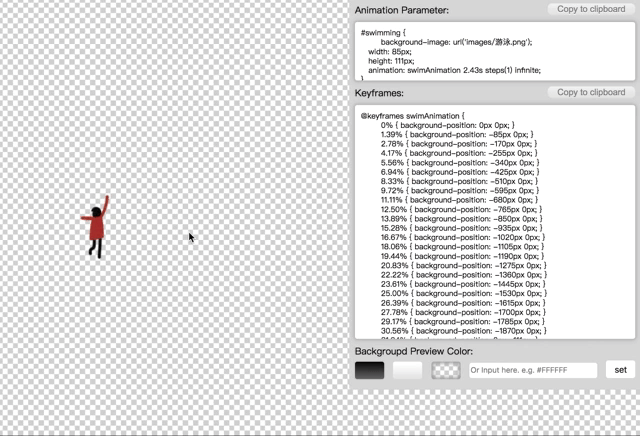 Animation Parameter:
Copy to clipboard
#swimming {
background-image: url('images/游泳.png');
width: 85px;
height: 111px;
animation: swimAnimation 2.43s steps(1) infinite;
}
Keyframes:
Copy to clipboard
@keyframes swimAnimation {
0% { background-position: 0px 0px; }
1.39% { background-position: -85px 0px; }
2.78% { background-position: -170px 0px; }
4.17% { background-position: -255px 0px; }
5.56% { background-position: -340px 0px; }
6.94% { background-position: -425px 0px; }
8.33% { background-position: -510px 0px; }
9.72% { background-position: -595px 0px; }
11.11% { background-position: -680px 0px; }
12.50% { background-position: -765px 0px; }
13.89% { background-position: -850px 0px; }
15.28% { background-position: -935px 0px; }
16.67% { background-position: -1020px 0px; }
18.06% { background-position: -1105px 0px; }
19.44% { background-position: -1190px 0px; }
20.83% { background-position: -1275px 0px; }
22.22% { background-position: -1360px 0px; }
23.61% { background-position: -1445px 0px; }
25.00% { background-position: -1530px 0px; }
26.39% { background-position: -1615px 0px; }
27.78% { background-position: -1700px 0px; }
29.17% { background-position: -1785px 0px; }
30.56% { background-position: -1870px 0px; }
Backgroupd Preview Color:
Or Input here. e.g. #FFFFFF
set